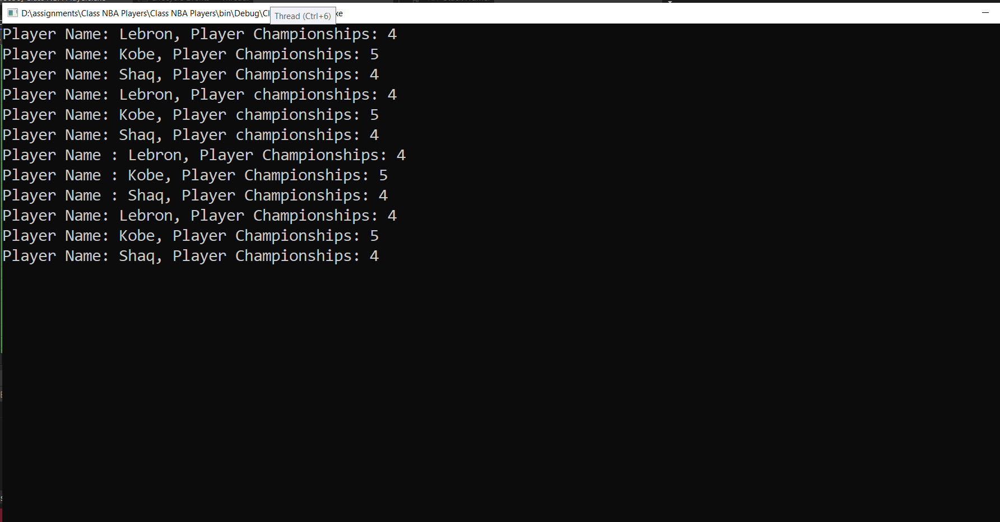 D:\assignments\Class NBA Players\Class NBA Players\bin\Debug\Cl
Thread (Ctrl+6)
Player Name: Lebron, Player Championships: 4
Player Name: Kobe, Player Championships: 5
Player Name: Shaq, Player Championships: 4
Player Name: Lebron, Player championships: 4
Player Name: Kobe, Player championships: 5
Player Name: Shaq, Player championships: 4
Player Name : Lebron, Player Championships: 4
Player Name : Kobe, Player Championships: 5
Player Name : Shaq, Player Championships: 4
Player Name: Lebron, Player Championships: 4
Player Name: Kobe, Player Championships: 5
Player Name: Shaq, Player Championships: 4